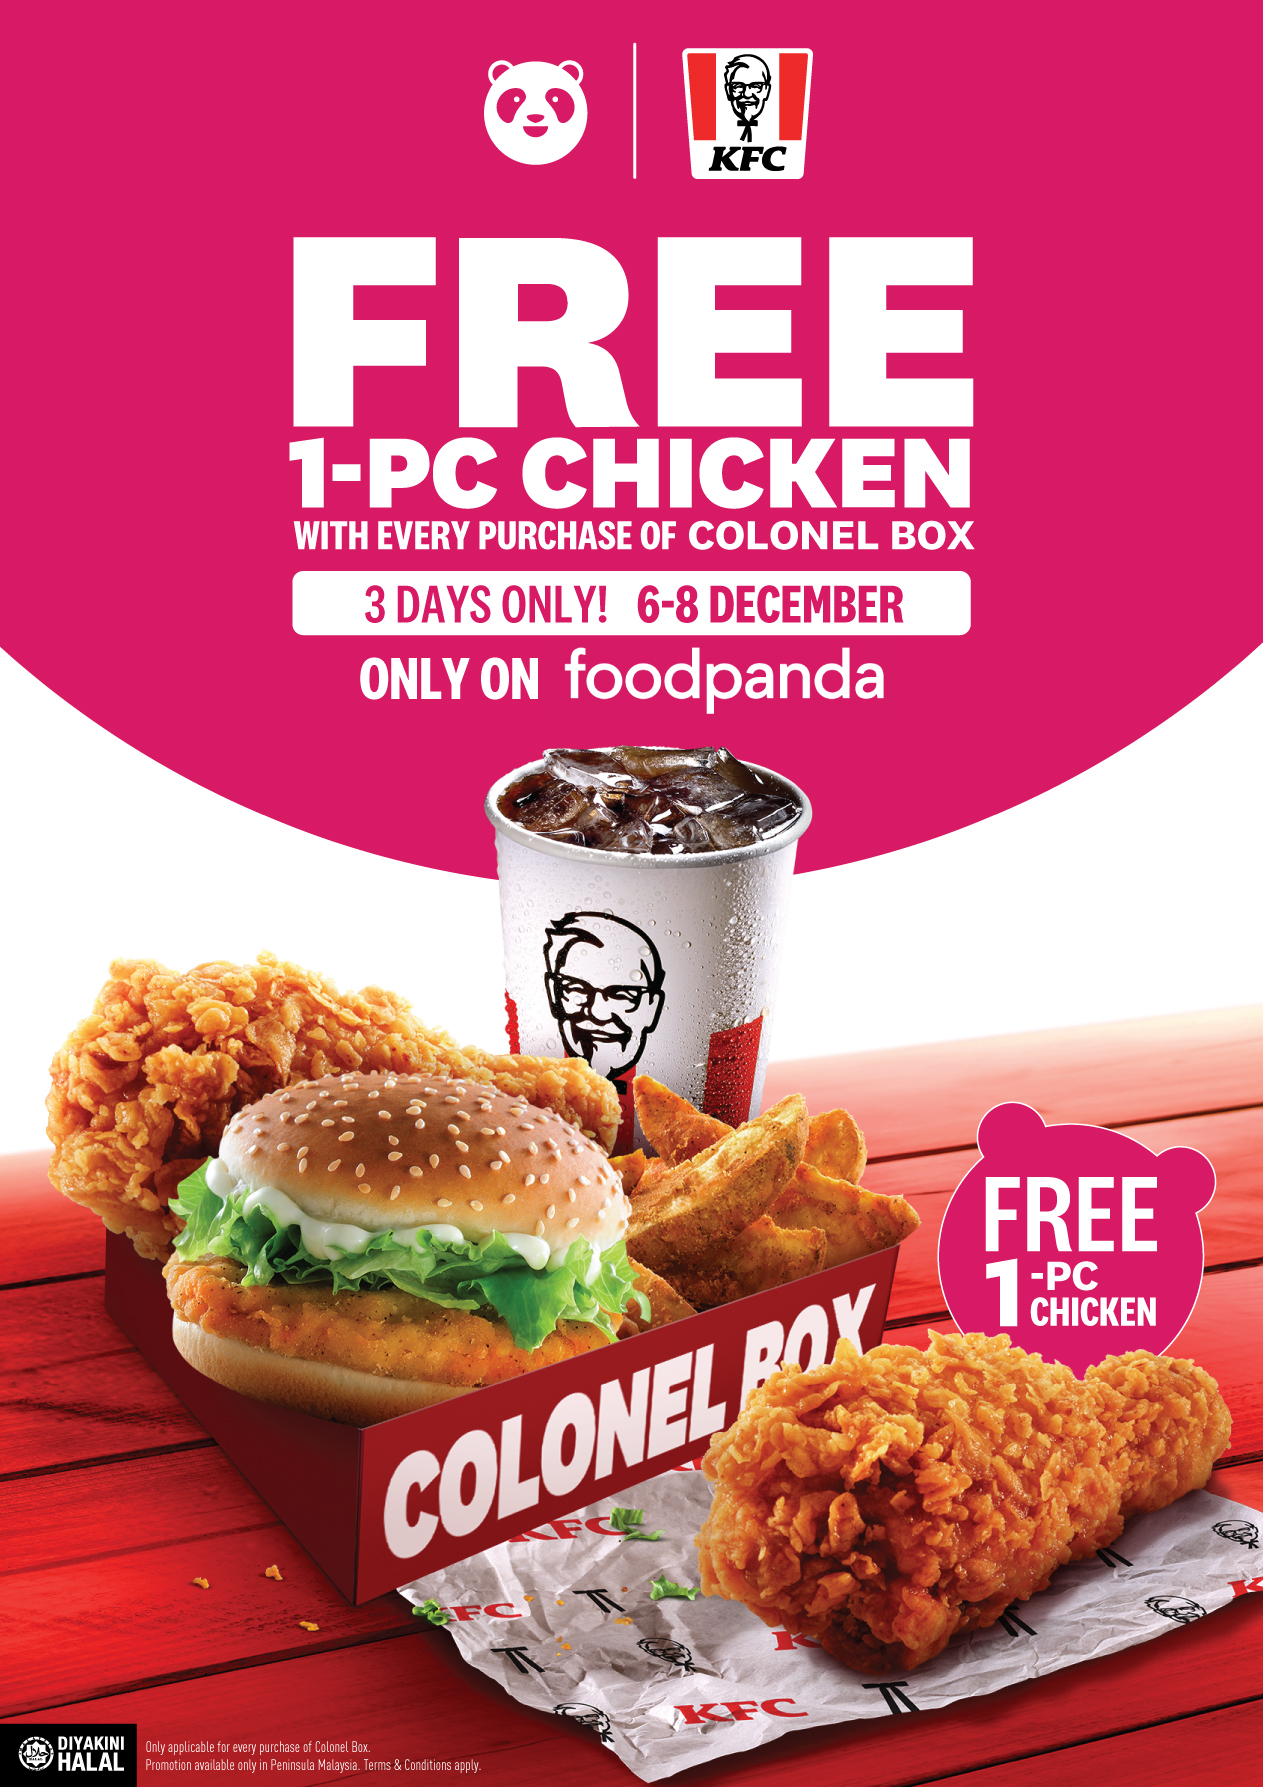 KFC
FREE
1-PC CHICKEN
WITH EVERY PURCHASE OF COLONEL BOX
3 DAYS ONLY! 6-8 DECEMBER
ONLY ON foodpanda
FREE
1-PC
CHICKEN
COLONEL BOX
KFC
KFC
KFC
DIYAKINI
HALAL
Only applicable for every purchase of Colonel Box.
Promotion available only in Peninsula Malaysia. Terms & Conditions apply.